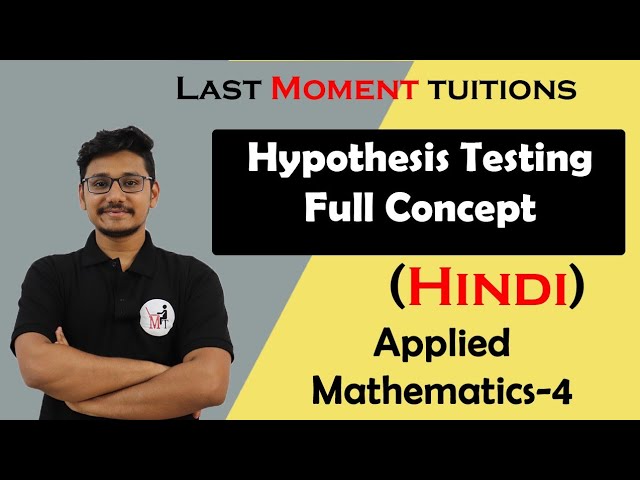 LAST MOMENT TUITIONS
Hypothesis Testing
Full Concept
(HINDI)
Applied
Mathematics-4